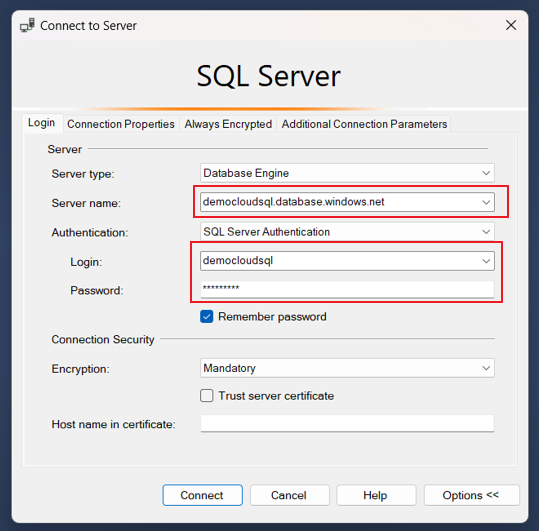 Connect to Server
SQL Server
Login Connection Properties Always Encrypted Additional Connection Parameters
Server
Server type: Database Engine
Server name: democloudsql.database.windows.net
Authentication: SQL Server Authentication
Login: democloudsql
Password: *********
Remember password
Connection Security
Encryption: Mandatory
Trust server certificate
Host name in certificate:
Connect Cancel Help Options <<